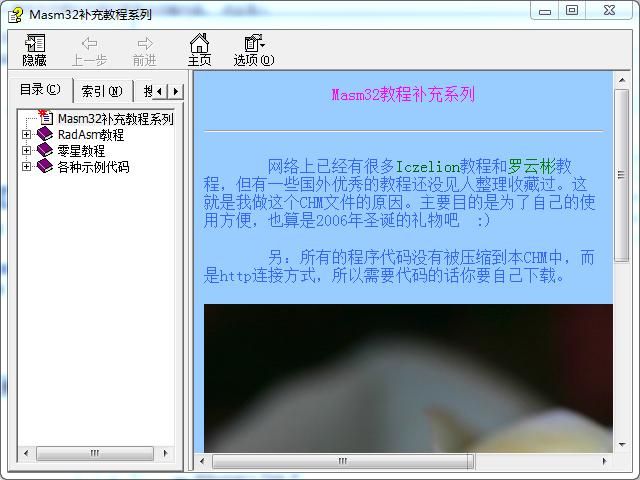 Masm32补充教程系列
隐藏
上一步
前进
主页
选项(O)
目录(C)
索引(N)
Masm32补充教程系列
RadAsm教程
零星教程
各种示例代码
Masm32教程补充系列
网络上已经有很多Iczelion教程和罗云彬教
程，但有一些国外优秀的教程还没见人整理收藏过。这
就是我做这个CHM文件的原因。主要目的是为了自己的使
用方便，也算是2006年圣诞的礼物吧 :)
另：所有的程序代码没有被压缩到本CHM中，而
是http连接方式，所以需要代码的话你要自己下载。